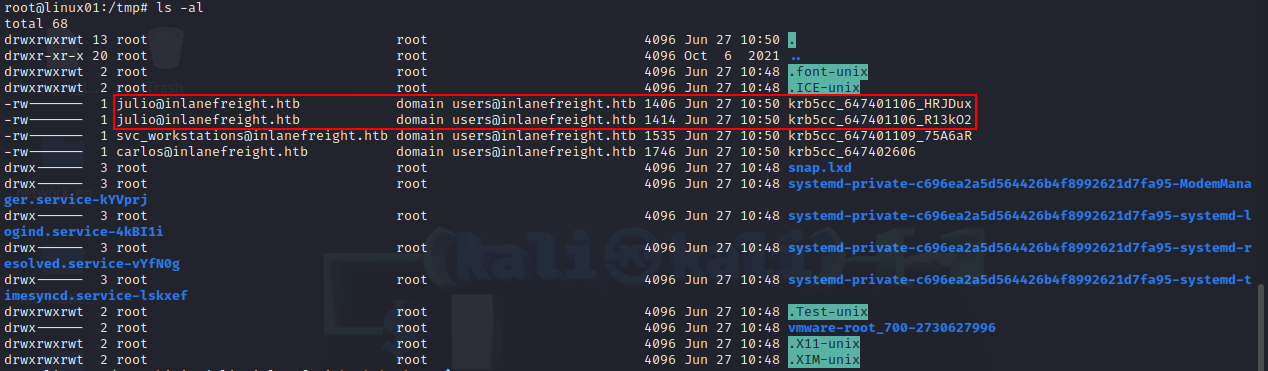 root@linux01:/tmp# ls -al
total 68
drwxrwxrwt 13 root                               root                            4096 Jun 27 10:50 .
drwxr-xr-x 20 root                               root                            4096 Oct  6  2021 ..
drwxrwxrwt  2 root                               root                            4096 Jun 27 10:48 .font-unix
drwxrwxrwt  2 root                               root                            4096 Jun 27 10:48 .ICE-unix
-rw-------  1 julio@inlanefreight.htb            domain users@inlanefreight.htb 1406 Jun 27 10:50 krb5cc_647401106_HRJDux
-rw-------  1 julio@inlanefreight.htb            domain users@inlanefreight.htb 1414 Jun 27 10:50 krb5cc_647401106_R13kO2
-rw-------  1 svc_workstations@inlanefreight.htb domain users@inlanefreight.htb 1535 Jun 27 10:50 krb5cc_647401109_75A6aR
-rw-------  1 carlos@inlanefreight.htb           domain users@inlanefreight.htb 1746 Jun 27 10:50 krb5cc_647402606
drwx------  3 root                               root                            4096 Jun 27 10:48 snap.lxd
drwx------  3 root                               root                            4096 Jun 27 10:48 systemd-private-c696ea2a5d564426b4f8992621d7fa95-ModemMana
ger.service-kYVprj
drwx------  3 root                               root                            4096 Jun 27 10:48 systemd-private-c696ea2a5d564426b4f8992621d7fa95-systemd-l
ogind.service-4kBI1i
drwx------  3 root                               root                            4096 Jun 27 10:48 systemd-private-c696ea2a5d564426b4f8992621d7fa95-systemd-r
esolved.service-vYfN0g
drwx------  3 root                               root                            4096 Jun 27 10:48 systemd-private-c696ea2a5d564426b4f8992621d7fa95-systemd-t
imesyncd.service-lskxef
drwxrwxrwt  2 root                               root                            4096 Jun 27 10:48 .Test-unix
drwx------  2 root                               root                            4096 Jun 27 10:48 vmware-root_700-2730627996
drwxrwxrwt  2 root                               root                            4096 Jun 27 10:48 .X11-unix
drwxrwxrwt  2 root                               root                            4096 Jun 27 10:48 .XIM-unix